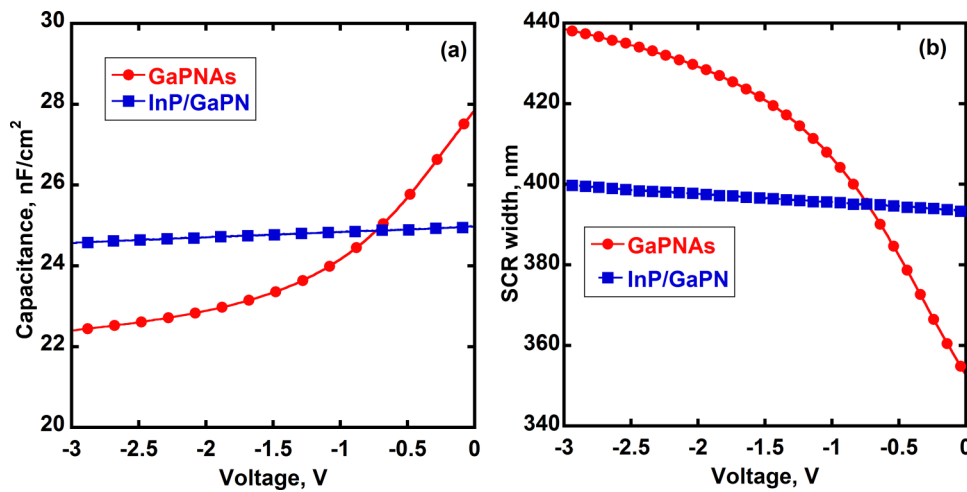 (a)
GaPNAs
InP/GaPN
Capacitance, nF/cm²
30
28
26
24
22
20
-3 -2.5 -2 -1.5 -1 -0.5 0
Voltage, V
(b)
GaPNAs
InP/GaPN
SCR width, nm
440
420
400
380
360
340
-3 -2.5 -2 -1.5 -1 -0.5 0
Voltage, V